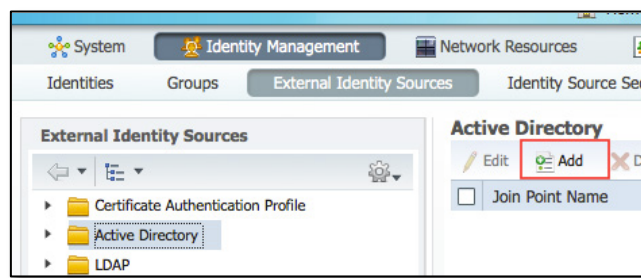 System Identity Management Network Resources
Identities Groups External Identity Sources Identity Source
External Identity Sources
Active Directory
Edit Add
Join Point Name
Certificate Authentication Profile
Active Directory
LDAP